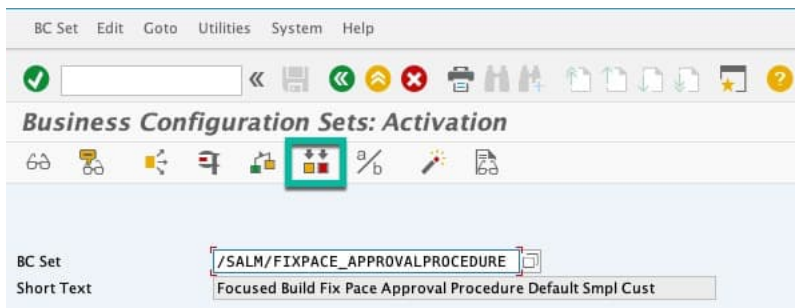 BC Set Edit Goto Utilities System Help
Business Configuration Sets: Activation
a/b
BC Set /SALM/FIXPACE_APPROVALPROCEDURE
Short Text Focused Build Fix Pace Approval Procedure Default Smpl Cust